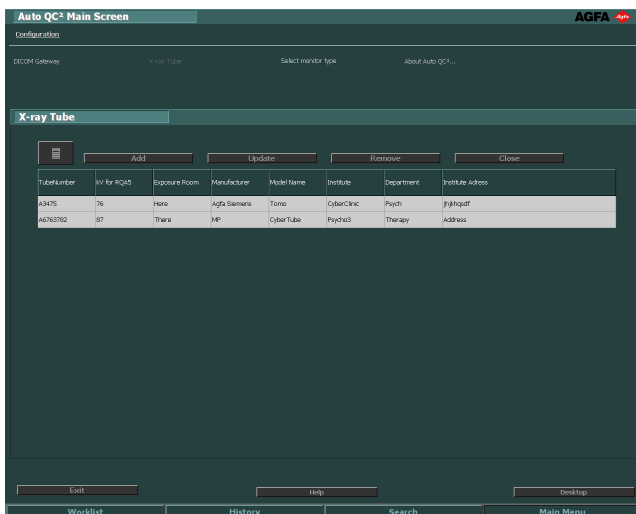 Auto QC² Main Screen
AGFA Agfa
Configuration
DICOM Gateway X-ray Tube Select monitor type About Auto QC²...
X-ray Tube
Add Update Remove Close
TubeNumber kV for RQA5 Exposure Room Manufacturer Model Name Institute Department Institute Adress
A3475 76 Here Agfa Siemens Tomo CyberClinic Psych jhjkhqsdf
A6763782 87 There MP CyberTube Psycho3 Therapy Address
Exit Help Desktop
Worklist History Search Main Menu